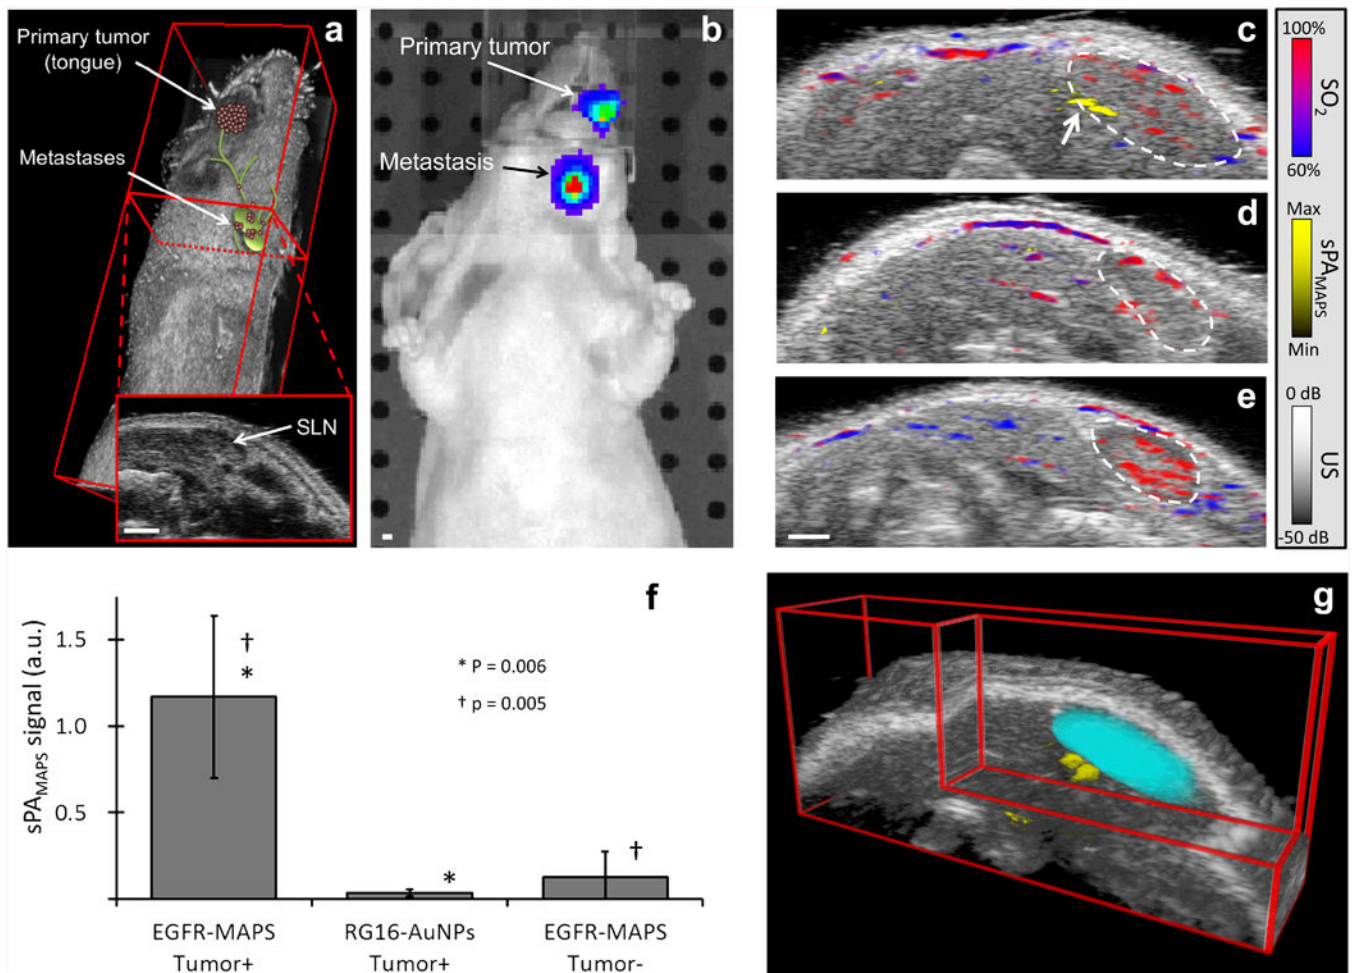 a
Primary tumor
(tongue)
Metastases
SLN
b
Primary tumor
Metastasis
c
d
e
100%
SO2
60%
Max
sPAMAPS
Min
0 dB
US
-50 dB
f
sPAMAPS signal (a.u.)
1.5
1.0
0.5
†
*
*
†
* P = 0.006
† p = 0.005
EGFR-MAPS
Tumor+
RG16-AuNPs
Tumor+
EGFR-MAPS
Tumor-
g